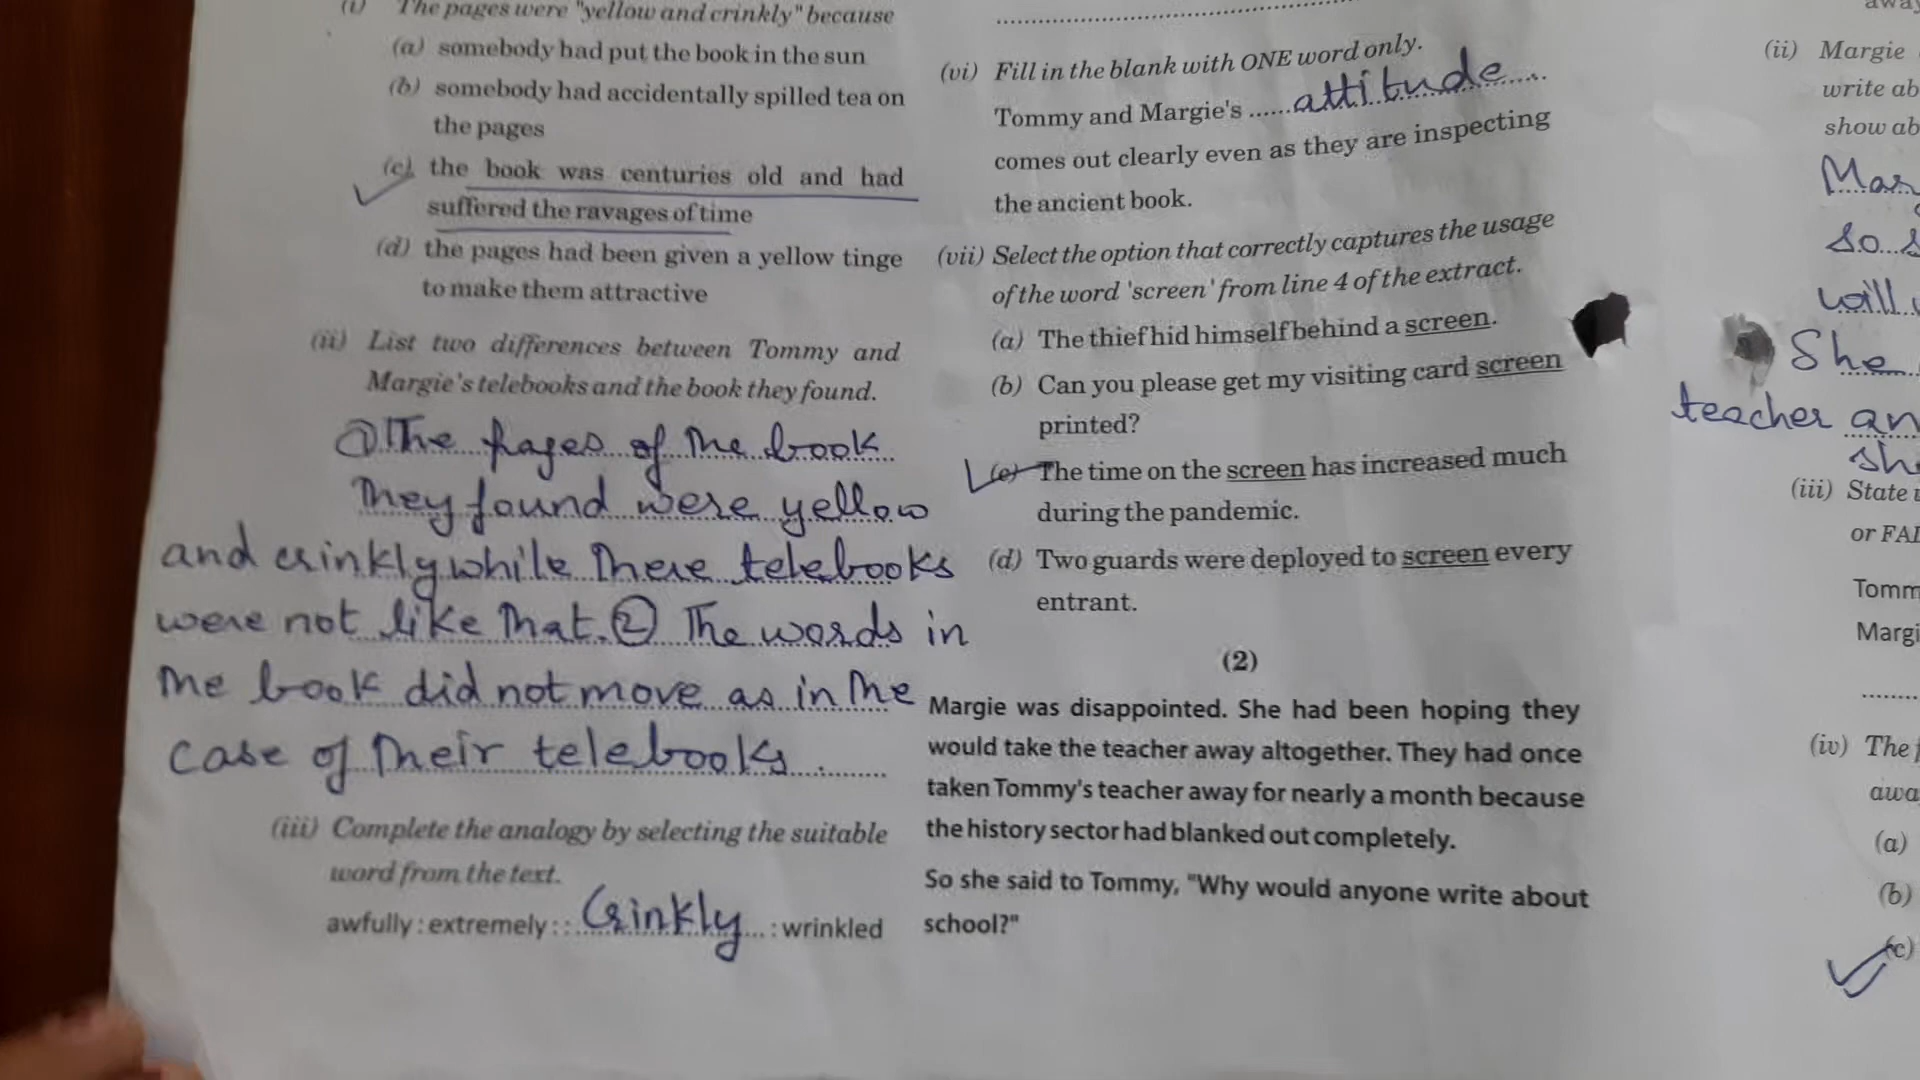 (i) The pages were "yellow and crinkly" because
(a) somebody had put the book in the sun
(b) somebody had accidentally spilled tea on
the pages
(c) the book was centuries old and had
suffered the ravages of time
(d) the pages had been given a yellow tinge
to make them attractive
(ii) List two differences between Tommy and
Margie's telebooks and the book they found.
① The pages of the book
they found were yellow
and crinkly while there telebooks
were not like that. ② The words in
the book did not move as in the
case of their telebooks.
(iii) Complete the analogy by selecting the suitable
word from the text.
awfully : extremely : : Crinkly : wrinkled
(vi) Fill in the blank with ONE word only.
Tommy and Margie's ...... attitude ......
comes out clearly even as they are inspecting
the ancient book.
(vii) Select the option that correctly captures the usage
of the word 'screen' from line 4 of the extract.
(a) The thief hid himself behind a screen.
(b) Can you please get my visiting card screen
printed?
(c) The time on the screen has increased much
during the pandemic.
(d) Two guards were deployed to screen every
entrant.
(2)
Margie was disappointed. She had been hoping they
would take the teacher away altogether. They had once
taken Tommy's teacher away for nearly a month because
the history sector had blanked out completely.
So she said to Tommy, "Why would anyone write about
school?"
(ii) Margie
write ab
show ab
Mar
so
will
She
teacher an
sh
(iii) State
or FAL
Tomm
Margi
(iv) The
awa
(a)
(b)
(c)